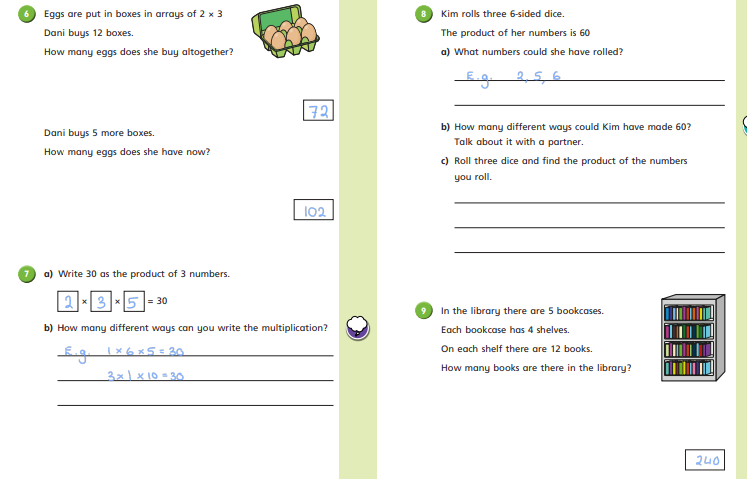 6 Eggs are put in boxes in arrays of 2 × 3
Dani buys 12 boxes.
How many eggs does she buy altogether?
72
Dani buys 5 more boxes.
How many eggs does she have now?
102
7 a) Write 30 as the product of 3 numbers.
2 × 3 × 5 = 30
b) How many different ways can you write the multiplication?
E.g. 1 × 6 × 5 = 30
3 × 1 × 10 = 30
8 Kim rolls three 6-sided dice.
The product of her numbers is 60
a) What numbers could she have rolled?
E.g. 2, 5, 6
b) How many different ways could Kim have made 60?
Talk about it with a partner.
c) Roll three dice and find the product of the numbers
you roll.
9 In the library there are 5 bookcases.
Each bookcase has 4 shelves.
On each shelf there are 12 books.
How many books are there in the library?
240